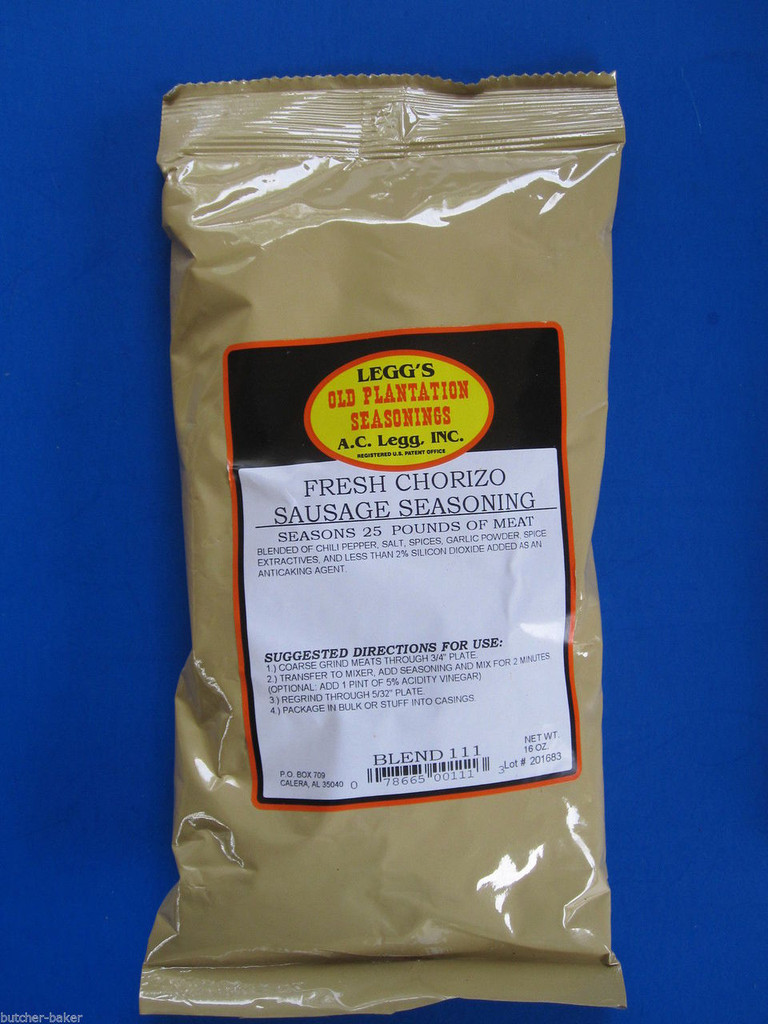 LEGG'S
OLD PLANTATION
SEASONINGS
A.C. Legg, INC.
REGISTERED U.S. PATENT OFFICE
FRESH CHORIZO
SAUSAGE SEASONING
SEASONS 25 POUNDS OF MEAT
BLENDED OF CHILI PEPPER, SALT, SPICES, GARLIC POWDER, SPICE
EXTRACTIVES, AND LESS THAN 2% SILICON DIOXIDE ADDED AS AN
ANTICAKING AGENT.
SUGGESTED DIRECTIONS FOR USE:
1.) COARSE GRIND MEATS THROUGH 3/4" PLATE.
2.) TRANSFER TO MIXER, ADD SEASONING AND MIX FOR 2 MINUTES.
(OPTIONAL: ADD 1 PINT OF 5% ACIDITY VINEGAR)
3.) REGRIND THROUGH 5/32" PLATE.
4.) PACKAGE IN BULK OR STUFF INTO CASINGS.
BLEND 111
NET WT.
16 OZ.
P.O. BOX 709
CALERA, AL 35040
0 78665 00111 3
Lot # 201683
butcher-baker